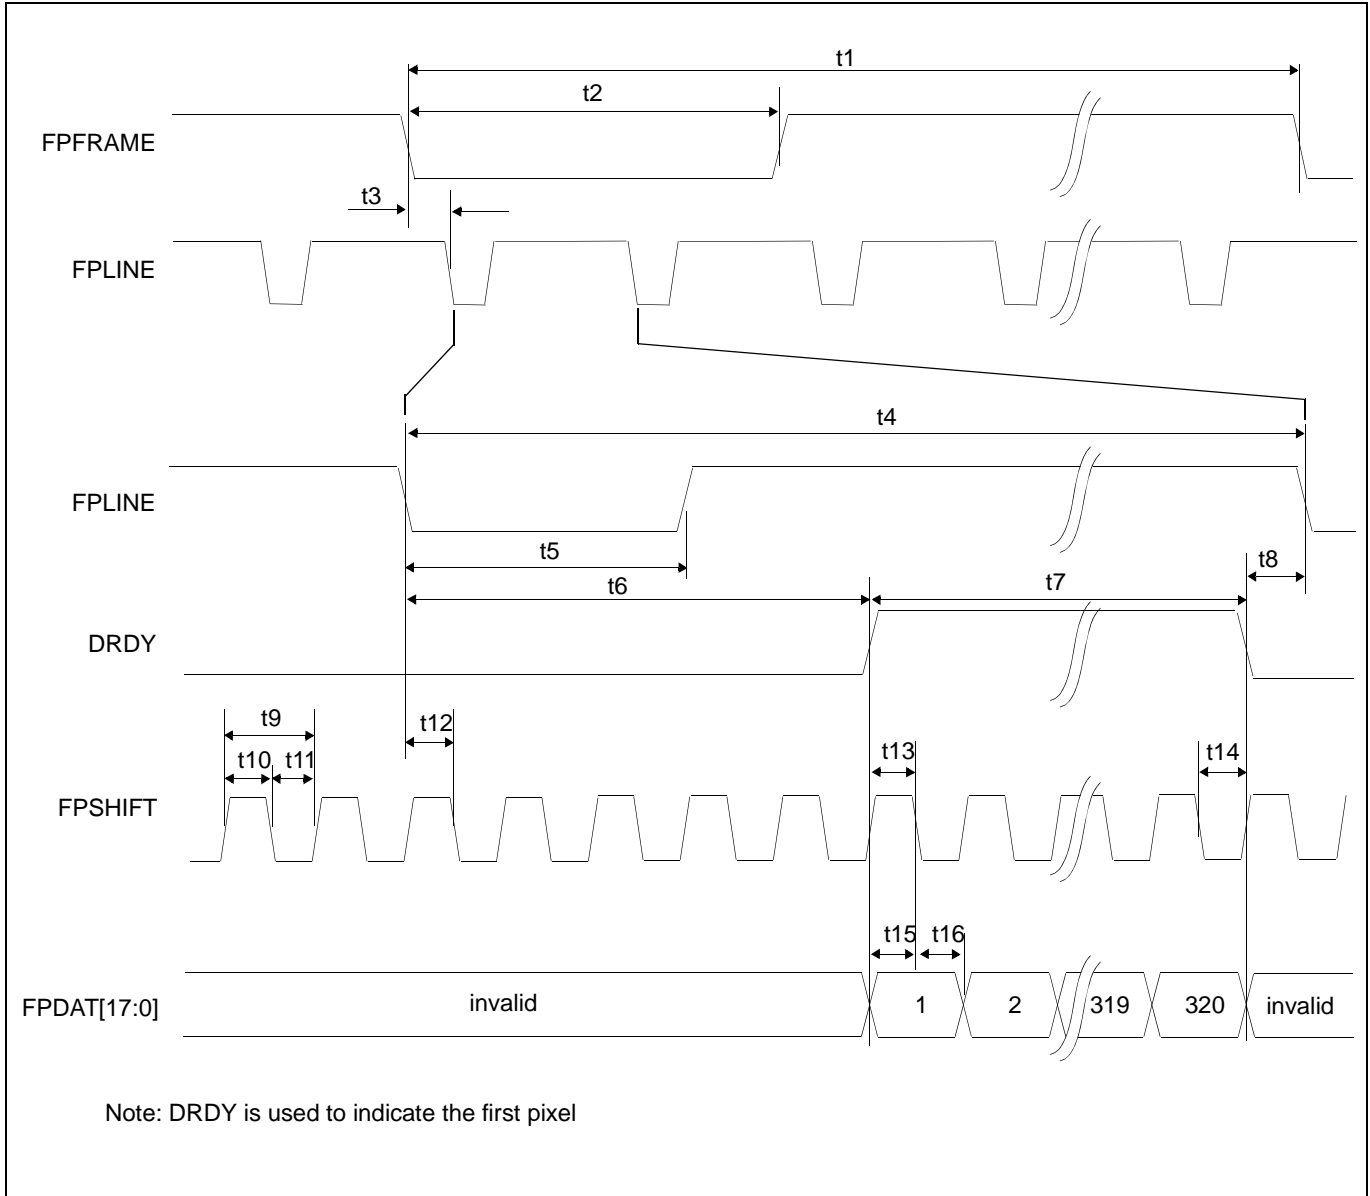 t1
t2
FPFRAME
t3
FPLINE
t4
FPLINE
t5
t8
t6
t7
DRDY
t9
t12
t10
t11
t13
t14
FPSHIFT
t15
t16
FPDAT[17:0]
invalid
1
2
319
320
invalid
Note: DRDY is used to indicate the first pixel